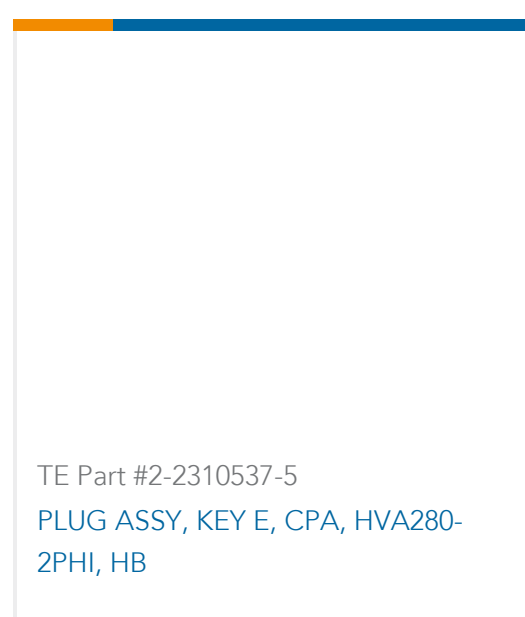 TE Part #2-2310537-5
PLUG ASSY, KEY E, CPA, HVA280-
2PHI, HB